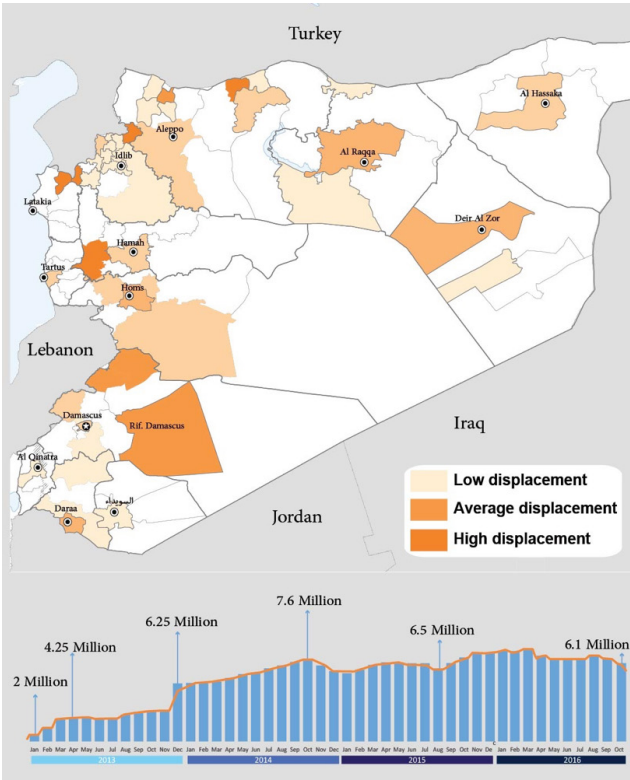 Turkey
Al Hassaka
Aleppo
Idlib
Al Raqqa
Latakia
Deir Al Zor
Hamah
Tartus
Homs
Lebanon
Damascus
Rif. Damascus
Iraq
Al Qinatra
السويداء
Daraa
Jordan
Low displacement
Average displacement
High displacement
2 Million
4.25 Million
6.25 Million
7.6 Million
6.5 Million
6.1 Million
Jan Feb Mar Apr May Jun Jul Aug Sep Oct Nov Dec Jan Feb Mar Apr May Jun Jul Aug Sep Oct Nov Dec Jan Feb Mar Apr May Jun Jul Aug Sep Oct Nov De c Jan Feb Mar Apr May Jun Jul Aug Sep Oct
2013 2014 2015 2016